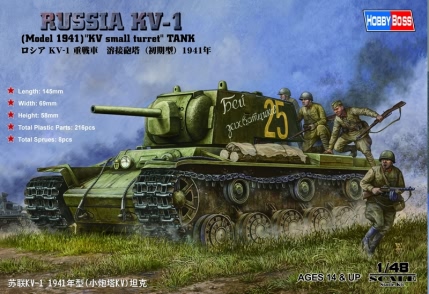 RUSSIA KV-1
HOBBY BOSS
(Model 1941)"KV small turret" TANK
ロシア KV-1 重戦車 溶接砲塔(初期型)1941年
Length: 145mm
Width: 69mm
Height: 58mm
Total Plastic Parts: 216pcs
Total Sprues: 8pcs
Бей
25
1/48
SCALE
AGES 14 & UP
苏联KV-1 1941年型(小炮塔KV)坦克